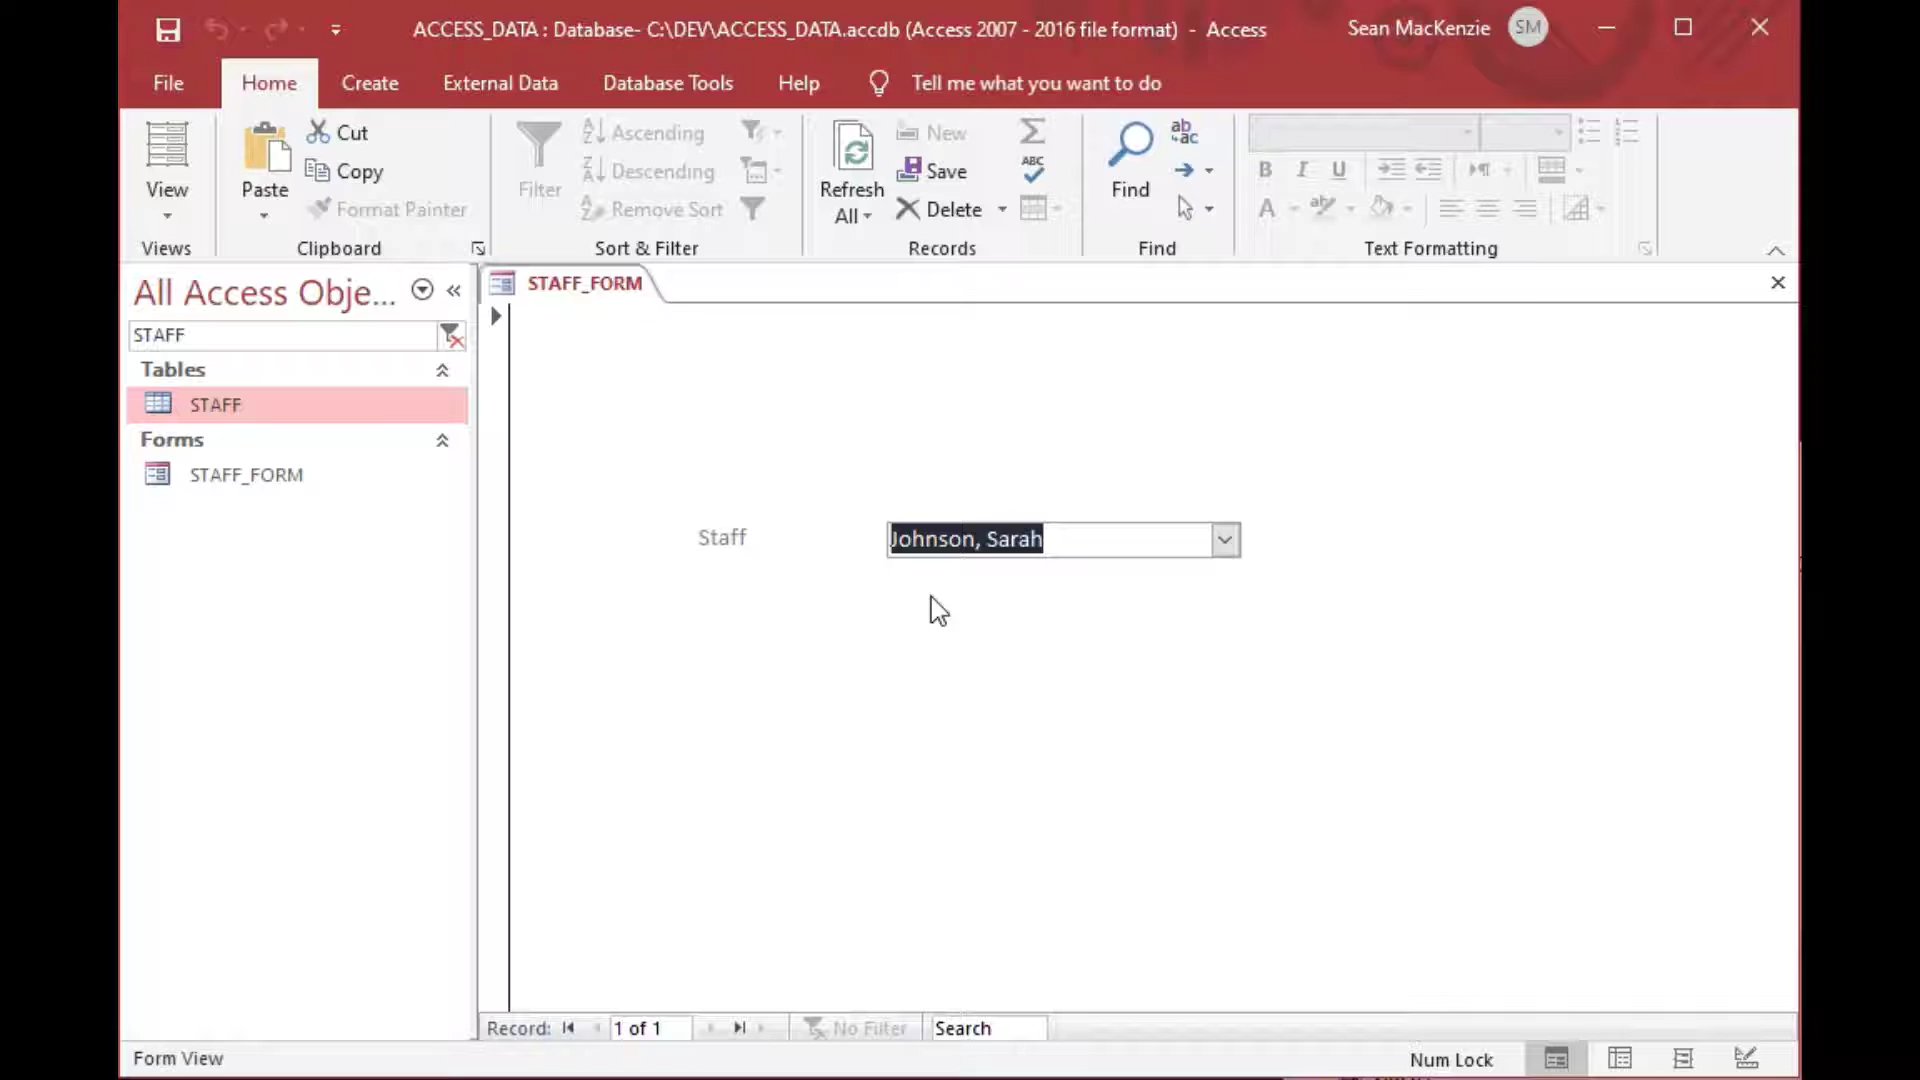 ACCESS_DATA : Database- C:\DEV\ACCESS_DATA.accdb (Access 2007 - 2016 file format) - Access
Sean MacKenzie SM
File Home Create External Data Database Tools Help Tell me what you want to do
View
Views
Paste
Cut
Copy
Format Painter
Clipboard
Filter
Ascending
Descending
Remove Sort
Sort & Filter
Refresh
All
New
Save
Delete
ABC
Records
Find
ab
ac
Find
B I U
A ab
Text Formatting
All Access Obje...
STAFF
Tables
STAFF
Forms
STAFF_FORM
STAFF_FORM
Staff Johnson, Sarah
Record: 1 of 1 No Filter Search
Form View Num Lock